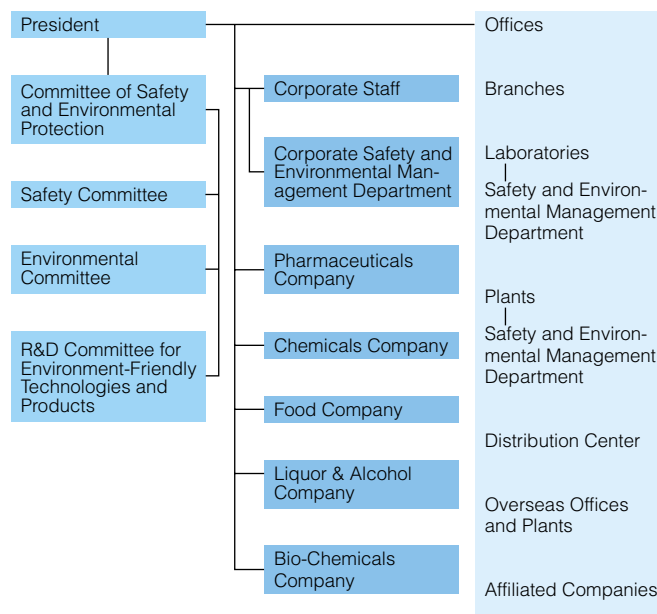 President
Committee of Safety
and Environmental
Protection
Safety Committee
Environmental
Committee
R&D Committee for
Environment-Friendly
Technologies and
Products
Corporate Staff
Corporate Safety and
Environmental Man-
agement Department
Pharmaceuticals
Company
Chemicals Company
Food Company
Liquor & Alcohol
Company
Bio-Chemicals
Company
Offices
Branches
Laboratories
Safety and Environ-
mental Management
Department
Plants
Safety and Environ-
mental Management
Department
Distribution Center
Overseas Offices
and Plants
Affiliated Companies